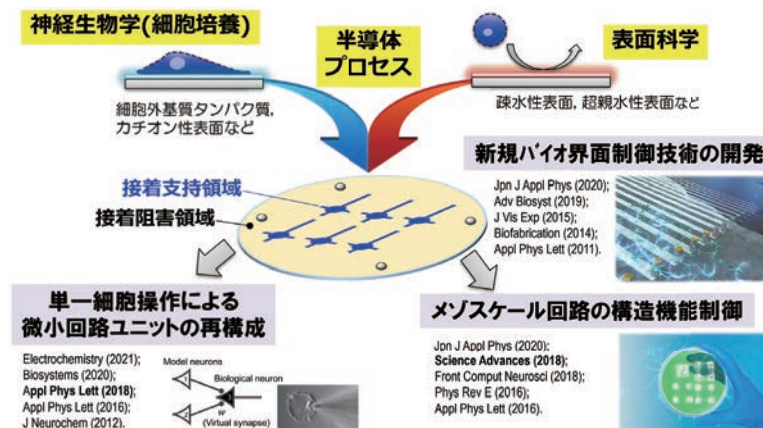 神経生物学(細胞培養)
半導体
プロセス
表面科学
細胞外基質タンパク質,
カチオン性表面など
疎水性表面, 超親水性表面など
新規バイオ界面制御技術の開発
Jpn J Appl Phys (2020);
Adv Biosyst (2019);
J Vis Exp (2015);
Biofabrication (2014);
Appl Phys Lett (2011).
接着支持領域
接着阻害領域
単一細胞操作による
微小回路ユニットの再構成
Electrochemistry (2021);
Biosystems (2020);
Appl Phys Lett (2018);
Appl Phys Lett (2016);
J Neurochem (2012).
Model neurons
1
2
Biological neuron
w
(Virtual synapse)
メゾスケール回路の構造機能制御
Jpn J Appl Phys (2020);
Science Advances (2018);
Front Comput Neurosci (2018);
Phys Rev E (2016);
Appl Phys Lett (2016).